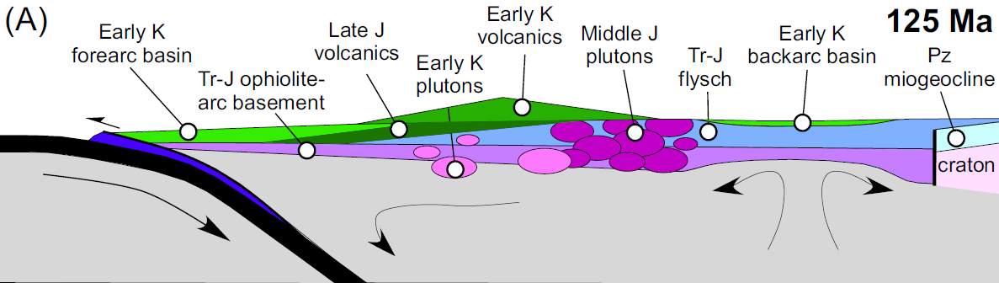 (A)
125 Ma
Early K
forearc basin
Tr-J ophiolite-
arc basement
Late J
volcanics
Early K
plutons
Early K
volcanics
Middle J
plutons
Tr-J
flysch
Early K
backarc basin
Pz
miogeocline
craton